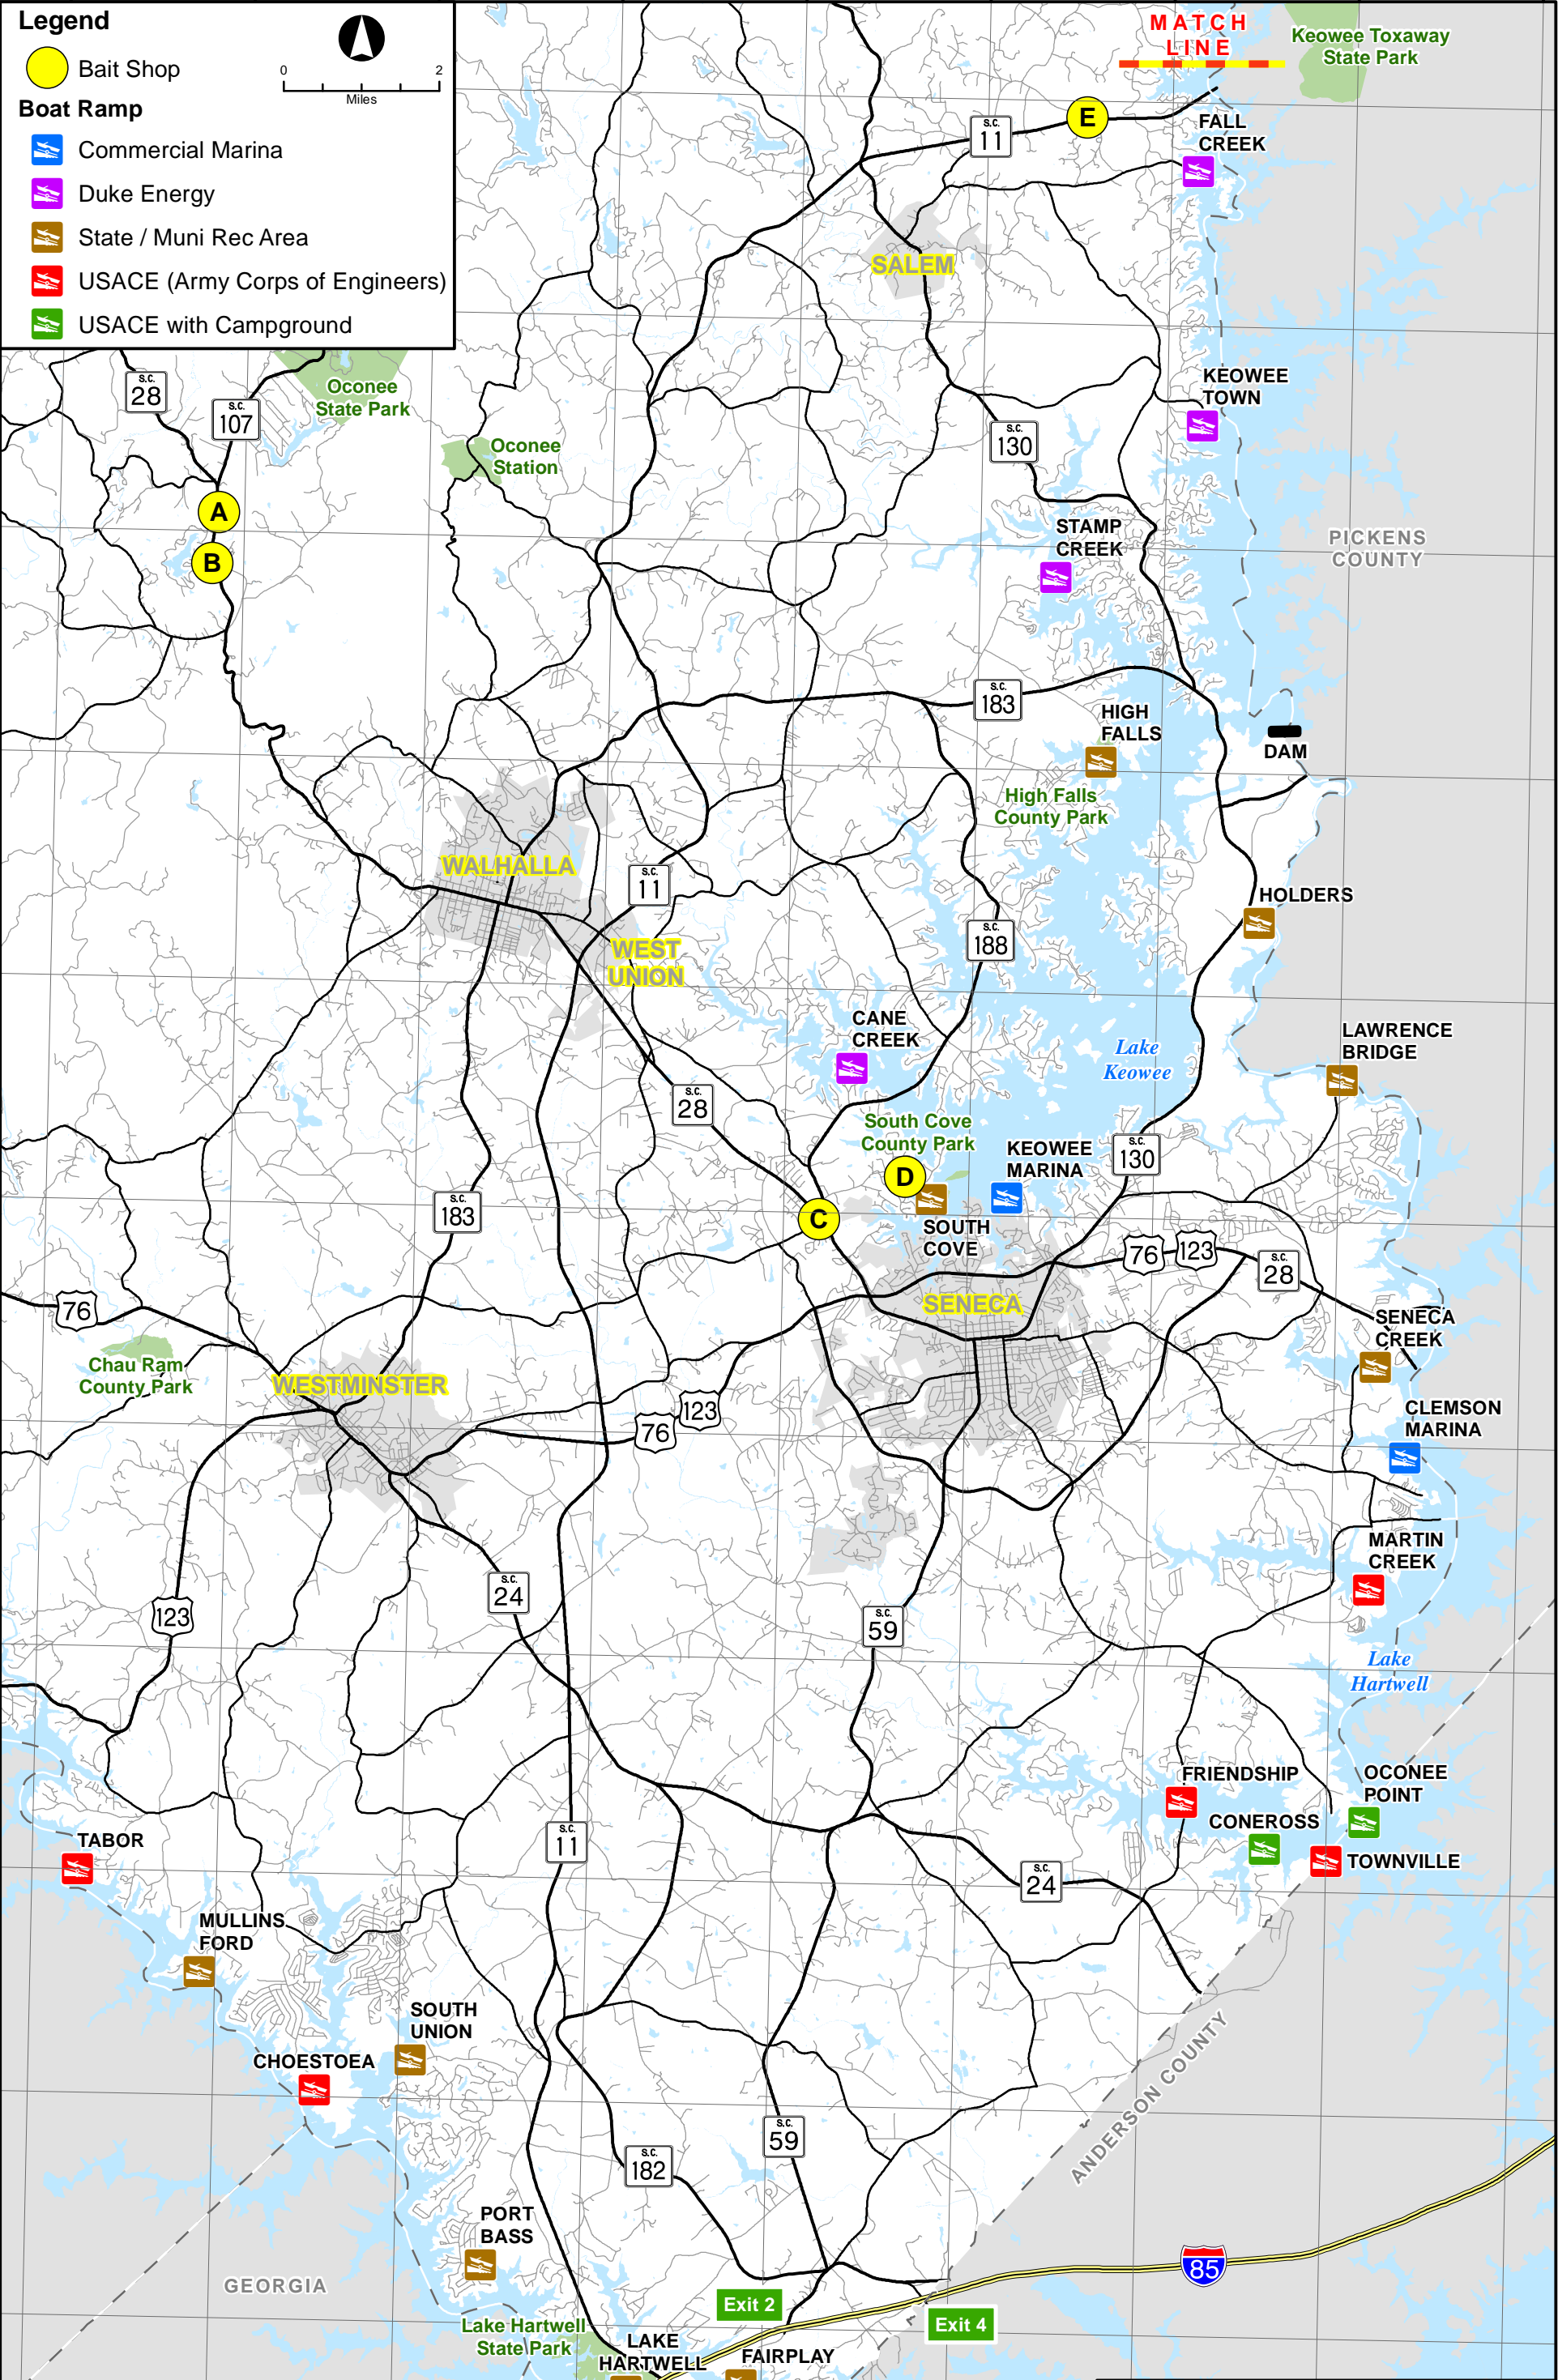 Legend
Bait Shop
0 2
Miles
Boat Ramp
Commercial Marina
Duke Energy
State / Muni Rec Area
USACE (Army Corps of Engineers)
USACE with Campground
MATCH
LINE
Keowee Toxaway
State Park
E
S.C.
11
FALL
CREEK
SALEM
S.C.
28
S.C.
107
Oconee
State Park
KEOWEE
TOWN
Oconee
Station
S.C.
130
A
B
STAMP
CREEK
PICKENS
COUNTY
S.C.
183
HIGH
FALLS
DAM
High Falls
County Park
WALHALLA
S.C.
11
HOLDERS
WEST
UNION
S.C.
188
CANE
CREEK
Lake
Keowee
LAWRENCE
BRIDGE
S.C.
28
South Cove
County Park
KEOWEE
MARINA
S.C.
130
D
S.C.
183
C
SOUTH
COVE
76
123
S.C.
28
76
SENECA
SENECA
CREEK
Chau Ram
County Park
WESTMINSTER
123
76
CLEMSON
MARINA
MARTIN
CREEK
S.C.
24
123
S.C.
59
Lake
Hartwell
FRIENDSHIP
OCONEE
POINT
CONEROSS
TABOR
S.C.
11
TOWNVILLE
S.C.
24
MULLINS
FORD
SOUTH
UNION
CHOESTOEA
ANDERSON COUNTY
S.C.
59
S.C.
182
PORT
BASS
85
GEORGIA
Exit 2
Exit 4
Lake Hartwell
State Park
LAKE
HARTWELL
FAIRPLAY